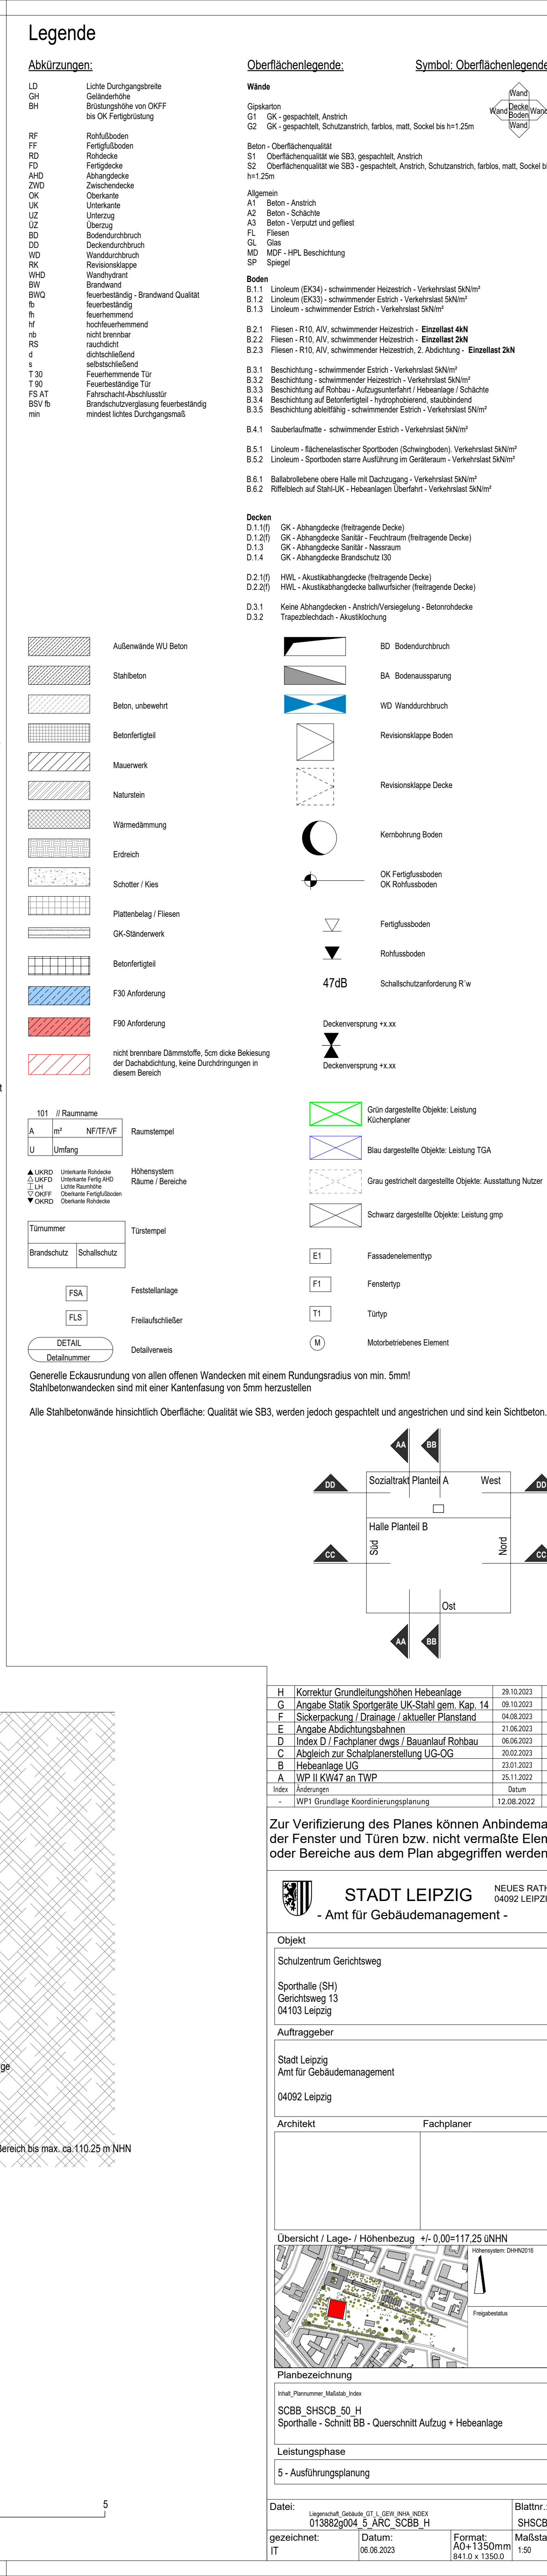 Legende
Abkürzungen:
LD Lichte Durchgangsbreite
GH Geländerhöhe
BH Brüstungshöhe von OKFF
bis OK Fertigbrüstung
RF Rohfußboden
FF Fertigfußboden
RD Rohdecke
FD Fertigdecke
AHD Abhangdecke
ZWD Zwischendecke
OK Oberkante
UK Unterkante
UZ Unterzug
ÜZ Überzug
BD Bodendurchbruch
DD Deckendurchbruch
WD Wanddurchbruch
RK Revisionsklappe
WHD Wandhydrant
BW Brandwand
BWQ feuerbeständig - Brandwand Qualität
fb feuerbeständig
fh feuerhemmend
hf hochfeuerhemmend
nb nicht brennbar
RS rauchdicht
d dichtschließend
s selbstschließend
T 30 Feuerhemmende Tür
T 90 Feuerbeständige Tür
FS AT Fahrschacht-Abschlusstür
BSV fb Brandschutzverglasung feuerbeständig
min mindest lichtes Durchgangsmaß
Oberflächenlegende:
Symbol: Oberflächenlegende
Wand
Wand Decke Wand
Boden
Wand
Wände
Gipskarton
G1 GK - gespachtelt, Anstrich
G2 GK - gespachtelt, Schutzanstrich, farblos, matt, Sockel bis h=1.25m
Beton - Oberflächenqualität
S1 Oberflächenqualität wie SB3, gespachtelt, Anstrich
S2 Oberflächenqualität wie SB3 - gespachtelt, Anstrich, Schutzanstrich, farblos, matt, Sockel bi
h=1.25m
Allgemein
A1 Beton - Anstrich
A2 Beton - Schächte
A3 Beton - Verputzt und gefliest
FL Fliesen
GL Glas
MD MDF - HPL Beschichtung
SP Spiegel
Boden
B.1.1 Linoleum (EK34) - schwimmender Heizestrich - Verkehrslast 5kN/m²
B.1.2 Linoleum (EK33) - schwimmender Estrich - Verkehrslast 5kN/m²
B.1.3 Linoleum - schwimmender Estrich - Verkehrslast 5kN/m²
B.2.1 Fliesen - R10, AIV, schwimmender Heizestrich - Einzellast 4kN
B.2.2 Fliesen - R10, AIV, schwimmender Heizestrich - Einzellast 2kN
B.2.3 Fliesen - R10, AIV, schwimmender Heizestrich, 2. Abdichtung - Einzellast 2kN
B.3.1 Beschichtung - schwimmender Estrich - Verkehrslast 5kN/m²
B.3.2 Beschichtung - schwimmender Heizestrich - Verkehrslast 5kN/m²
B.3.3 Beschichtung auf Rohbau - Aufzugsunterfahrt / Hebeanlage / Schächte
B.3.4 Beschichtung auf Betonfertigteil - hydrophobierend, staubbindend
B.3.5 Beschichtung ableitfähig - schwimmender Estrich - Verkehrslast 5N/m²
B.4.1 Sauberlaufmatte - schwimmender Estrich - Verkehrslast 5kN/m²
B.5.1 Linoleum - flächenelastischer Sportboden (Schwingboden). Verkehrslast 5kN/m²
B.5.2 Linoleum - Sportboden starre Ausführung im Geräteraum - Verkehrslast 5kN/m²
B.6.1 Ballabrollebene obere Halle mit Dachzugang - Verkehrslast 5kN/m²
B.6.2 Riffelblech auf Stahl-UK - Hebeanlagen Überfahrt - Verkehrslast 5kN/m²
Decken
D.1.1(f) GK - Abhangdecke (freitragende Decke)
D.1.2(f) GK - Abhangdecke Sanitär - Feuchtraum (freitragende Decke)
D.1.3 GK - Abhangdecke Sanitär - Nassraum
D.1.4 GK - Abhangdecke Brandschutz I30
D.2.1(f) HWL - Akustikabhangdecke (freitragende Decke)
D.2.2(f) HWL - Akustikabhangdecke ballwurfsicher (freitragende Decke)
D.3.1 Keine Abhangdecken - Anstrich/Versiegelung - Betonrohdecke
D.3.2 Trapezblechdach - Akustiklochung
Außenwände WU Beton
Stahlbeton
Beton, unbewehrt
Betonfertigteil
Mauerwerk
Naturstein
Wärmedämmung
Erdreich
Schotter / Kies
Plattenbelag / Fliesen
GK-Ständerwerk
Betonfertigteil
F30 Anforderung
F90 Anforderung
nicht brennbare Dämmstoffe, 5cm dicke Bekiesung
der Dachabdichtung, keine Durchdringungen in
diesem Bereich
BD Bodendurchbruch
BA Bodenaussparung
WD Wanddurchbruch
Revisionsklappe Boden
Revisionsklappe Decke
Kernbohrung Boden
OK Fertigfussboden
OK Rohfussboden
Fertigfussboden
Rohfussboden
47dB Schallschutzanforderung R´w
Deckenversprung +x.xx
Deckenversprung +x.xx
t
101 // Raumname
A m² NF/TF/VF
U Umfang
Raumstempel
UKRD Unterkante Rohdecke
UKFD Unterkante Fertig AHD
LH Lichte Raumhöhe
OKFF Oberkante Fertigfußboden
OKRD Oberkante Rohdecke
Höhensystem
Räume / Bereiche
Türnummer
Brandschutz Schallschutz
Türstempel
FSA Feststellanlage
FLS Freilaufschließer
DETAIL
Detailnummer
Detailverweis
Grün dargestellte Objekte: Leistung
Küchenplaner
Blau dargestellte Objekte: Leistung TGA
Grau gestrichelt dargestellte Objekte: Ausstattung Nutzer
Schwarz dargestellte Objekte: Leistung gmp
E1 Fassadenelementtyp
F1 Fenstertyp
T1 Türtyp
M Motorbetriebenes Element
Generelle Eckausrundung von allen offenen Wandecken mit einem Rundungsradius von min. 5mm!
Stahlbetonwandecken sind mit einer Kantenfasung von 5mm herzustellen
Alle Stahlbetonwände hinsichtlich Oberfläche: Qualität wie SB3, werden jedoch gespachtelt und angestrichen und sind kein Sichtbeton.
AA BB
DD Sozialtrakt Planteil A West DD
Halle Planteil B
CC Süd Nord CC
Ost
AA BB
H Korrektur Grundleitungshöhen Hebeanlage 29.10.2023
G Angabe Statik Sportgeräte UK-Stahl gem. Kap. 14 09.10.2023
F Sickerpackung / Drainage / aktueller Planstand 04.08.2023
E Angabe Abdichtungsbahnen 21.06.2023
D Index D / Fachplaner dwgs / Bauanlauf Rohbau 06.06.2023
C Abgleich zur Schalplanerstellung UG-OG 20.02.2023
B Hebeanlage UG 23.01.2023
A WP II KW47 an TWP 25.11.2022
Index Änderungen Datum
- WP1 Grundlage Koordinierungsplanung 12.08.2022
Zur Verifizierung des Planes können Anbindema
der Fenster und Türen bzw. nicht vermaßte Elem
oder Bereiche aus dem Plan abgegriffen werden
STADT LEIPZIG
- Amt für Gebäudemanagement -
NEUES RATH
04092 LEIPZI
Objekt
Schulzentrum Gerichtsweg
Sporthalle (SH)
Gerichtsweg 13
04103 Leipzig
Auftraggeber
Stadt Leipzig
Amt für Gebäudemanagement
04092 Leipzig
ge
Bereich bis max. ca.110.25 m NHN
Architekt Fachplaner
Übersicht / Lage- / Höhenbezug +/- 0,00=117,25 üNHN
Höhensystem: DHHN2016
Freigabestatus
Planbezeichnung
Inhalt_Plannummer_Maßstab_Index
SCBB_SHSCB_50_H
Sporthalle - Schnitt BB - Querschnitt Aufzug + Hebeanlage
Leistungsphase
5 - Ausführungsplanung
5
Datei: Blattnr.:
Liegenschaft_Gebäude_GT_L_GEW_INHA_INDEX
013882g004_5_ARC_SCBB_H SHSCB
gezeichnet: Datum: Format: Maßsta
IT 06.06.2023 A0+1350mm 1:50
841.0 x 1350.0